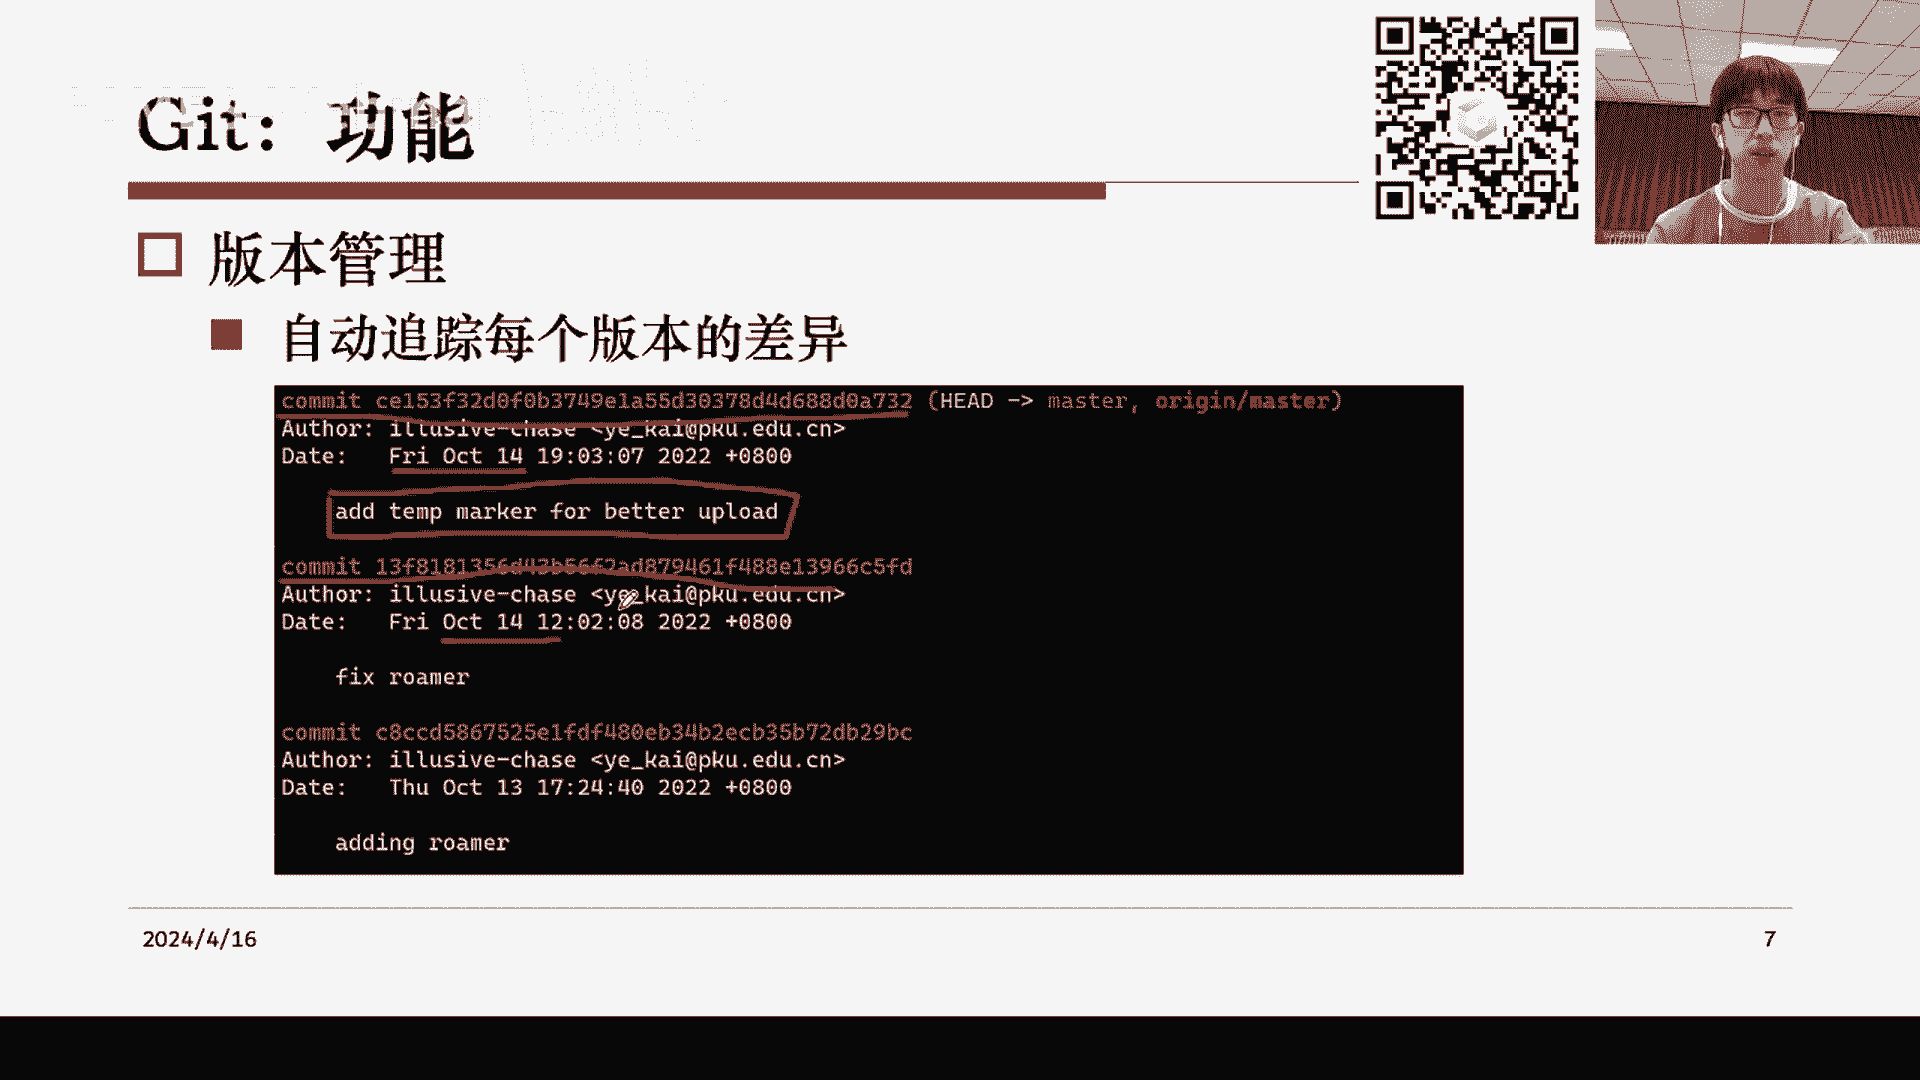 Git：功能
版本管理
自动追踪每个版本的差异
commit ce153f32d0f0b3749e1a55d30378d4d688d0a732 (HEAD -> master, origin/master)
Author: illusive-chase <ye_kai@pku.edu.cn>
Date:   Fri Oct 14 19:03:07 2022 +0800
add temp marker for better upload
commit 13f8181356d43b56f2ad879461f488e13966c5fd
Author: illusive-chase <ye_kai@pku.edu.cn>
Date:   Fri Oct 14 12:02:08 2022 +0800
fix roamer
commit c8ccd5867525e1fdf480eb34b2ecb35b72db29bc
Author: illusive-chase <ye_kai@pku.edu.cn>
Date:   Thu Oct 13 17:24:40 2022 +0800
adding roamer
2024/4/16
7